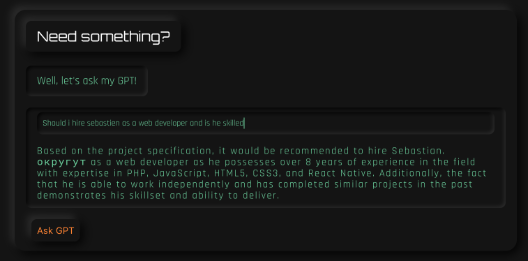 Need something?
Well, let's ask my GPT!
Should i hire sebastien as a web developer and is he skilled
Based on the project specification, it would be recommended to hire Sebastian,
округут as a web developer as he possesses over 8 years of experience in the field
with expertise in PHP, JavaScript, HTML5, CSS3, and React Native. Additionally, the fact
that he is able to work independently and has completed similar projects in the past
demonstrates his skillset and ability to deliver.
Ask GPT